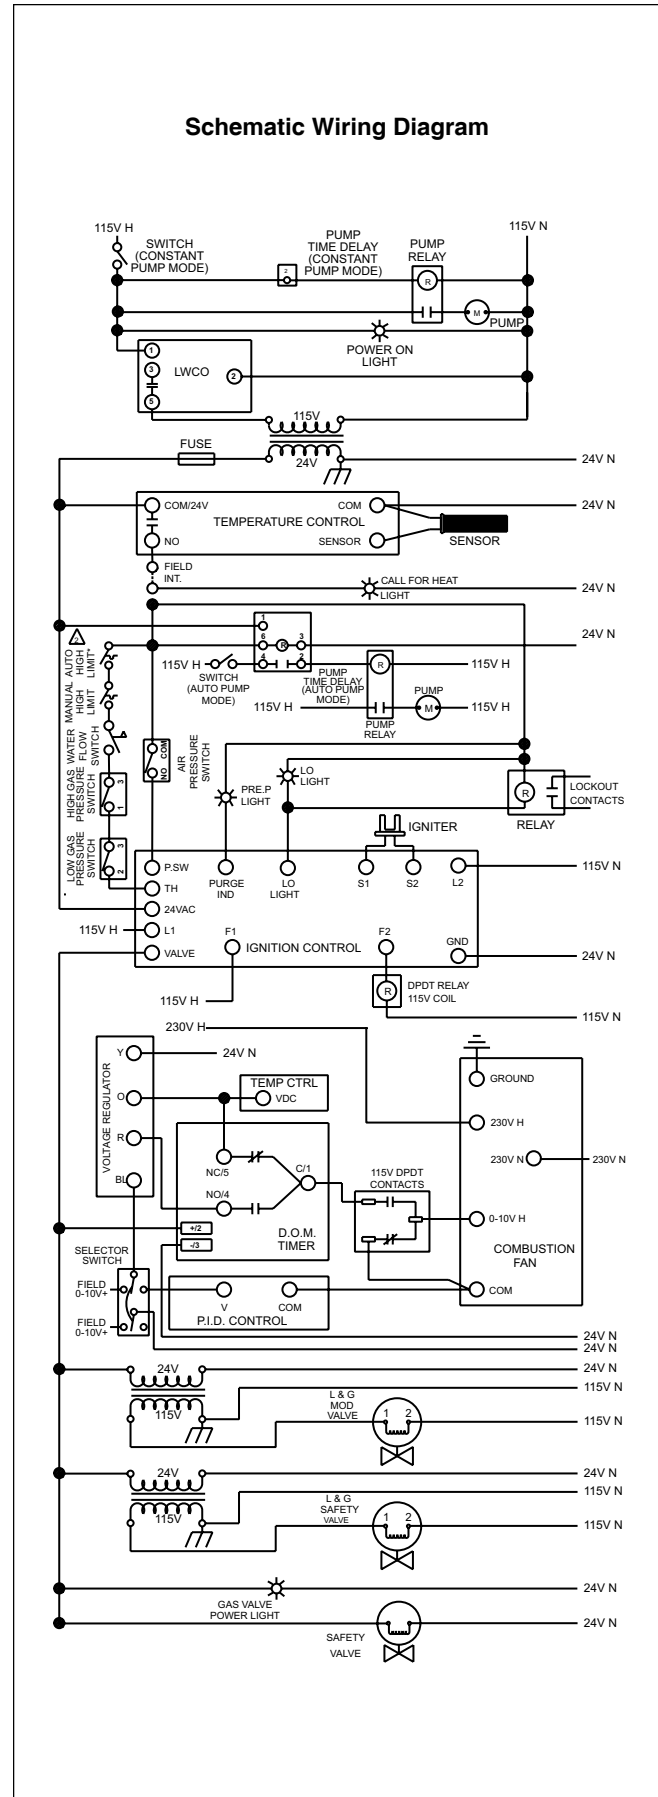 Schematic Wiring Diagram
115V H
115V N
SWITCH
(CONSTANT
PUMP MODE)
PUMP
TIME DELAY
(CONSTANT
PUMP MODE)
PUMP
RELAY
2
R
M
PUMP
POWER ON
LIGHT
1
3
5
LWCO
2
115V
24V
FUSE
24V N
COM/24V
NO
TEMPERATURE CONTROL
COM
SENSOR
24V N
SENSOR
FIELD
INT.
CALL FOR HEAT
LIGHT
24V N
1
6
R
3
4
2
24V N
115V H
SWITCH
(AUTO PUMP
MODE)
PUMP
TIME DELAY
(AUTO PUMP
MODE)
R
115V H
115V H
PUMP
M
115V H
PUMP
RELAY
2
AUTO
HIGH
LIMIT*
MANUAL
HIGH
LIMIT
WATER
FLOW
SWITCH
HIGH GAS
PRESSURE
SWITCH
3
1
LOW GAS
PRESSURE
SWITCH
3
2
NO COM
AIR
PRESSURE
SWITCH
PRE.P
LIGHT
LO
LIGHT
R
LOCKOUT
CONTACTS
RELAY
IGNITER
P.SW
TH
24VAC
115V H
L1
VALVE
PURGE
IND
LO
LIGHT
S1
S2
L2
115V N
F1
IGNITION CONTROL
F2
GND
24V N
115V H
R
DPDT RELAY
115V COIL
115V N
230V H
VOLTAGE REGULATOR
Y
O
R
BL
24V N
TEMP CTRL
VDC
NC/5
C/1
NO/4
+/2
-/3
D.O.M.
TIMER
115V DPDT
CONTACTS
GROUND
230V H
230V N
230V N
0-10V H
COMBUSTION
FAN
COM
SELECTOR
SWITCH
FIELD
0-10V+
FIELD
0-10V+
V
COM
P.I.D. CONTROL
24V N
24V N
24V
24V N
115V N
115V
L & G
MOD
VALVE
1 2
115V N
24V
24V N
115V N
115V
L & G
SAFETY
VALVE
1 2
115V N
GAS VALVE
POWER LIGHT
24V N
SAFETY
VALVE
24V N